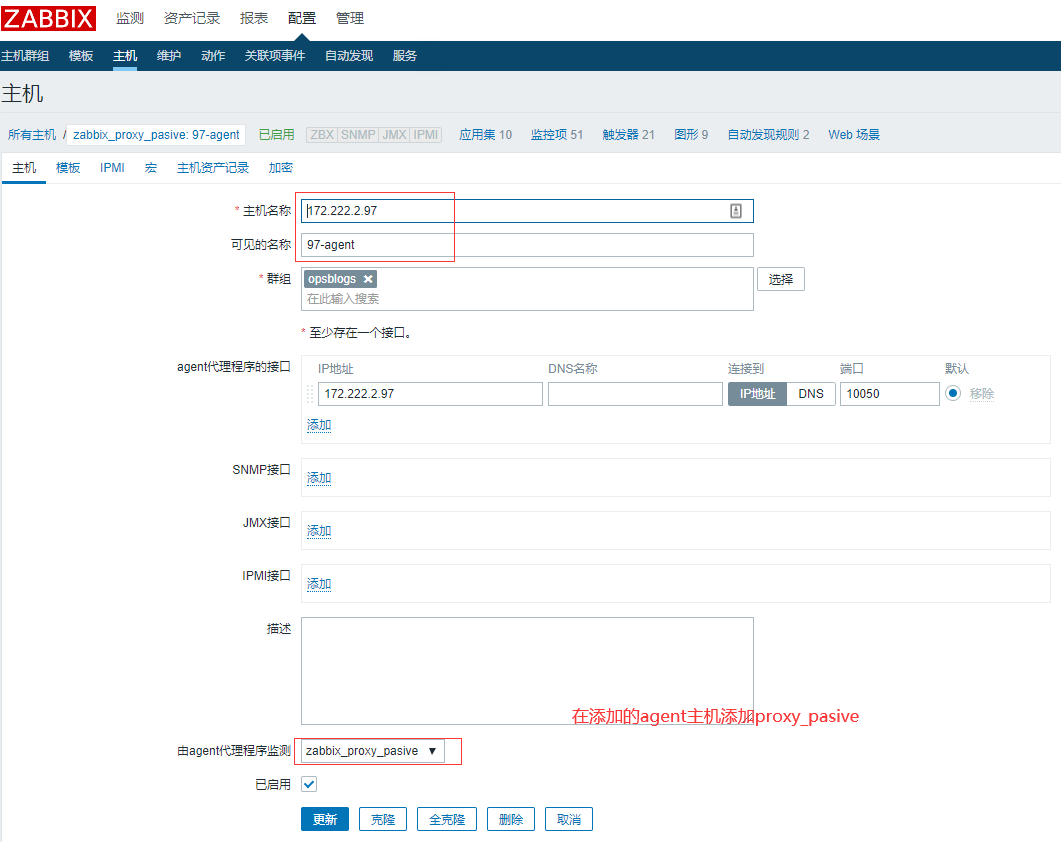 ZABBIX 监测 资产记录 报表 配置 管理
主机群组 模板 主机 维护 动作 关联项事件 自动发现 服务
主机
所有主机 / zabbix_proxy_pasive: 97-agent 已启用 ZBX SNMP JMX IPMI 应用集 10 监控项 51 触发器 21 图形 9 自动发现规则 2 Web 场景
主机 模板 IPMI 宏 主机资产记录 加密
* 主机名称 172.222.2.97
可见的名称 97-agent
* 群组 opsblogs ✕ 选择
在此输入搜索
* 至少存在一个接口。
agent代理程序的接口 IP地址 DNS名称 连接到 端口 默认
172.222.2.97 IP地址 DNS 10050 移除
添加
SNMP接口 添加
JMX接口 添加
IPMI接口 添加
描述
在添加的agent主机添加proxy_pasive
由agent代理程序监测 zabbix_proxy_pasive ▼
已启用
更新 克隆 全克隆 删除 取消